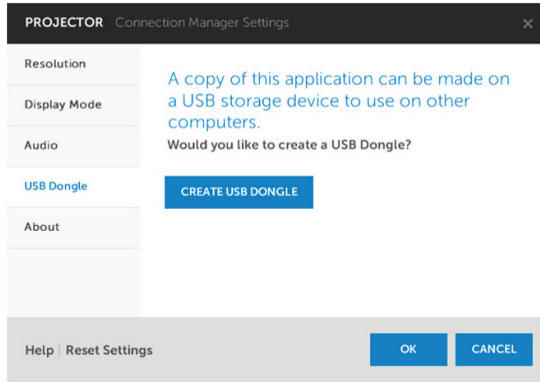 PROJECTOR Connection Manager Settings
Resolution
Display Mode
Audio
USB Dongle
About
A copy of this application can be made on
a USB storage device to use on other
computers.
Would you like to create a USB Dongle?
CREATE USB DONGLE
Help | Reset Settings
OK
CANCEL